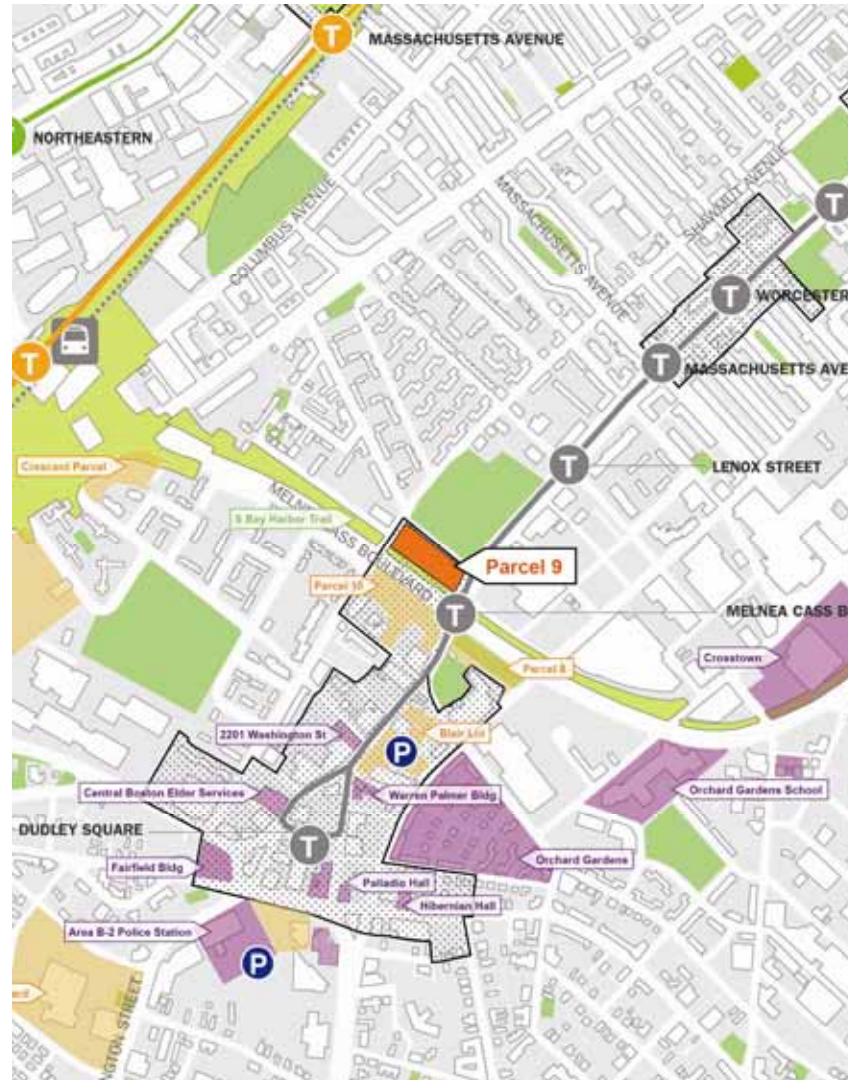 T
MASSACHUSETTS AVENUE
NORTHEASTERN
COLUMBUS AVENUE
MASSACHUSETTS AVENUE
SHAWMUT AVENUE
T
T
WORCESTER
T
T
MASSACHUSETTS AVE
T
LENOX STREET
Crescent Parcel
S Bay Harbor Trail
MELNEA CASS BOULEVARD
Parcel 9
Parcel 10
T
MELNEA CASS B
Crosstown
Parcel 8
2201 Washington St
Blair Lot
P
Central Boston Elder Services
Warren Palmer Bldg
Orchard Gardens School
DUDLEY SQUARE
T
Orchard Gardens
Fairfield Bldg
Palladio Hall
Hibernian Hall
Area B-2 Police Station
P
NGTON STREET